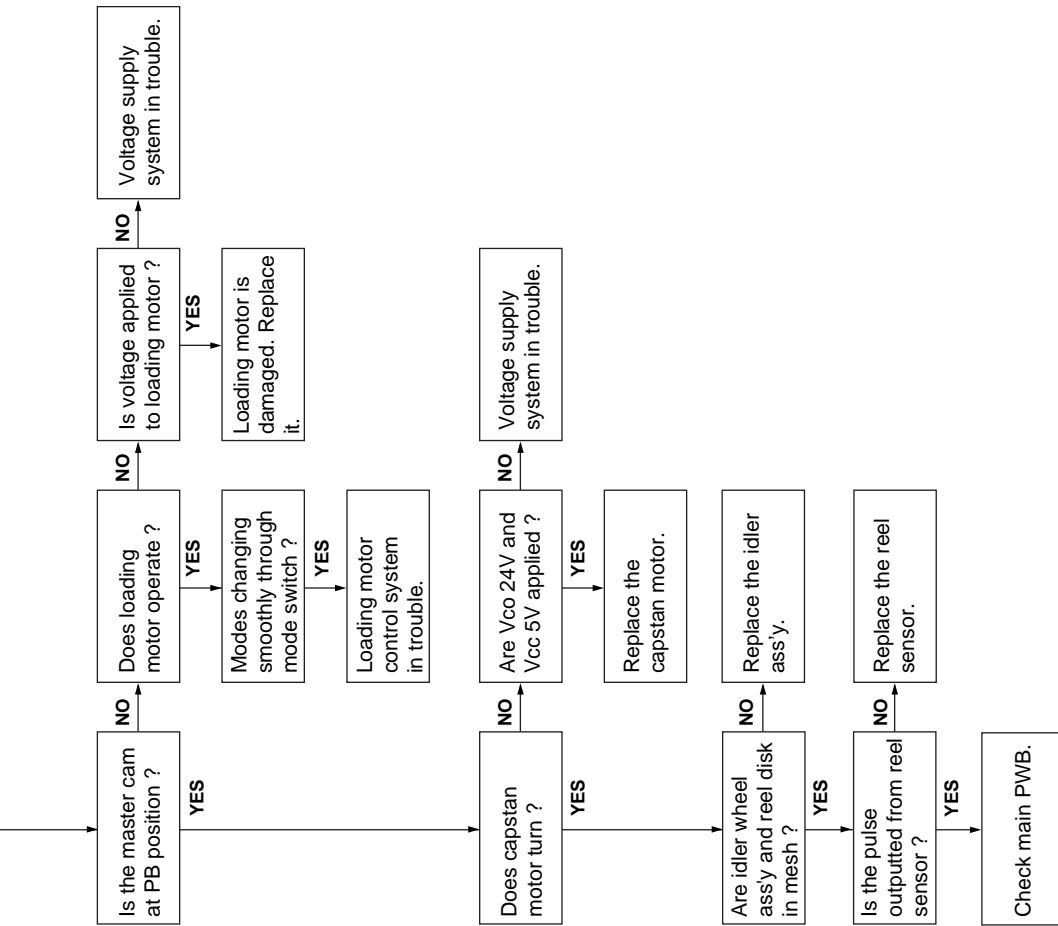 Is the master cam
at PB position ?
NO
Does loading
motor operate ?
NO
Is voltage applied
to loading motor ?
NO
Voltage supply
system in trouble.
YES
Loading motor is
damaged. Replace
it.
YES
Modes changing
smoothly through
mode switch ?
YES
Loading motor
control system
in trouble.
YES
Does capstan
motor turn ?
NO
Are Vco 24V and
Vcc 5V applied ?
NO
Voltage supply
system in trouble.
YES
Replace the
capstan motor.
YES
Are idler wheel
ass'y and reel disk
in mesh ?
NO
Replace the idler
ass'y.
YES
Is the pulse
outputted from reel
sensor ?
NO
Replace the reel
sensor.
YES
Check main PWB.